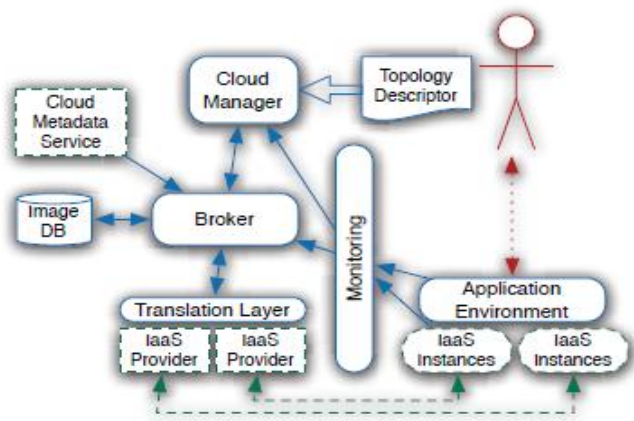 Cloud
Manager
Topology
Descriptor
Cloud
Metadata
Service
Image
DB
Broker
Monitoring
Translation Layer
IaaS
Provider
IaaS
Provider
Application
Environment
IaaS
Instances
IaaS
Instances